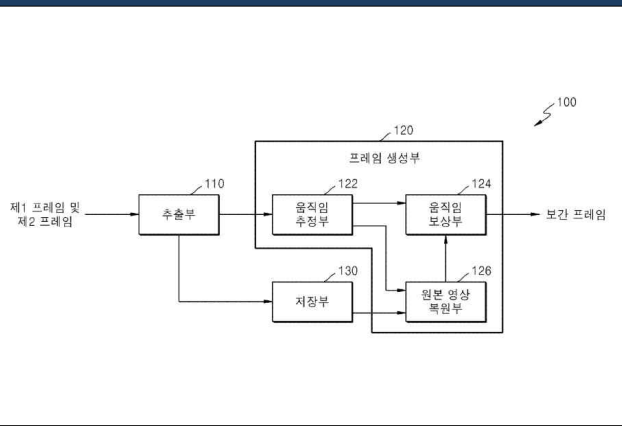 100
120
프레임 생성부
110
122
124
제1 프레임 및
제2 프레임
추출부
움직임
추정부
움직임
보상부
보간 프레임
130
126
저장부
원본 영상
복원부